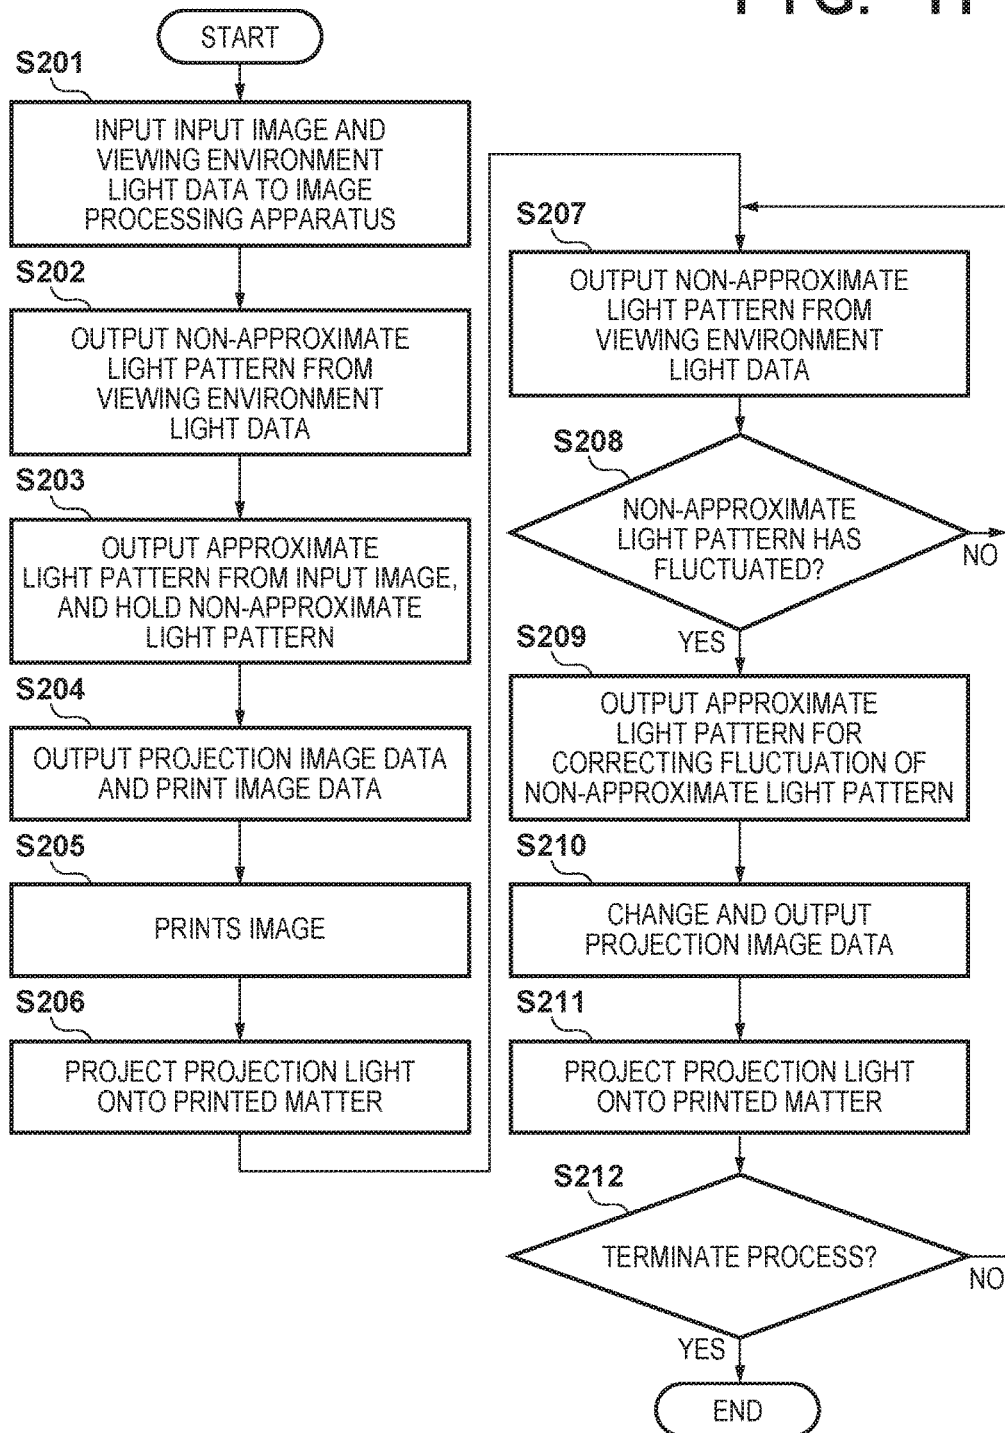 FIG. 11
START
S201
INPUT INPUT IMAGE AND
VIEWING ENVIRONMENT
LIGHT DATA TO IMAGE
PROCESSING APPARATUS
S202
OUTPUT NON-APPROXIMATE
LIGHT PATTERN FROM
VIEWING ENVIRONMENT
LIGHT DATA
S203
OUTPUT APPROXIMATE
LIGHT PATTERN FROM INPUT IMAGE,
AND HOLD NON-APPROXIMATE
LIGHT PATTERN
S204
OUTPUT PROJECTION IMAGE DATA
AND PRINT IMAGE DATA
S205
PRINTS IMAGE
S206
PROJECT PROJECTION LIGHT
ONTO PRINTED MATTER
S207
OUTPUT NON-APPROXIMATE
LIGHT PATTERN FROM
VIEWING ENVIRONMENT
LIGHT DATA
S208
NON-APPROXIMATE
LIGHT PATTERN HAS
FLUCTUATED?
NO
YES
S209
OUTPUT APPROXIMATE
LIGHT PATTERN FOR
CORRECTING FLUCTUATION OF
NON-APPROXIMATE LIGHT PATTERN
S210
CHANGE AND OUTPUT
PROJECTION IMAGE DATA
S211
PROJECT PROJECTION LIGHT
ONTO PRINTED MATTER
S212
TERMINATE PROCESS?
NO
YES
END